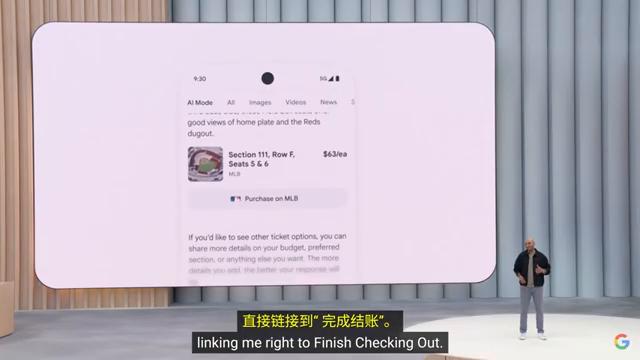 9:30
5G
AI Mode All Images Videos News S
good views of home plate and the Reds
dugout.
Section 111, Row F, $63/ea
Seats 5 & 6
MLB
Purchase on MLB
If you'd like to see other ticket options, you can
share more details on your budget, preferred
section, or anything else you want. The more
details you add, the better your response will
直接链接到“ 完成结账”。
linking me right to Finish Checking Out.